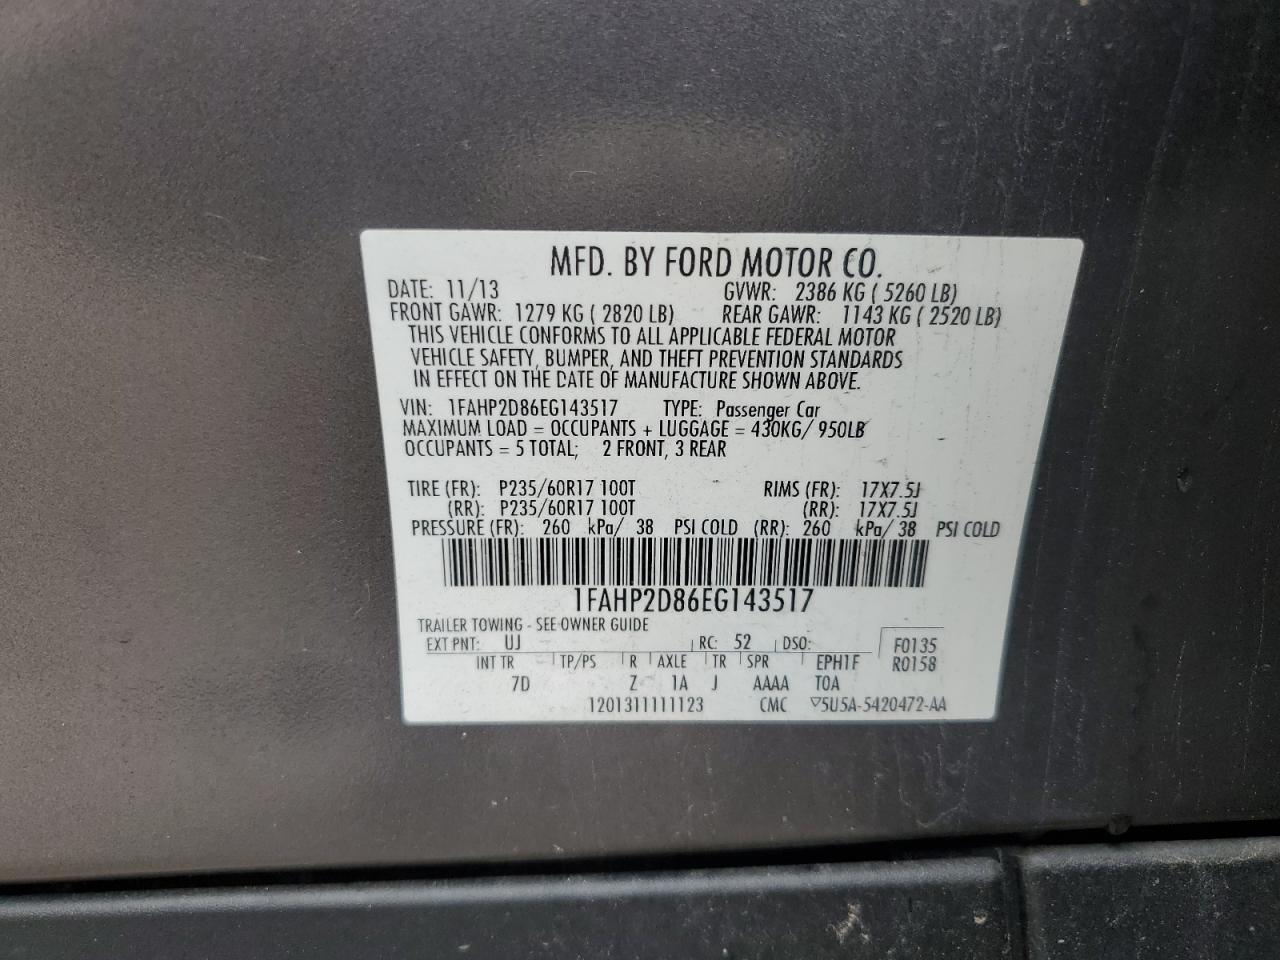 MFD. BY FORD MOTOR CO.
DATE: 11/13 GVWR: 2386 KG ( 5260 LB)
FRONT GAWR: 1279 KG ( 2820 LB) REAR GAWR: 1143 KG ( 2520 LB)
THIS VEHICLE CONFORMS TO ALL APPLICABLE FEDERAL MOTOR
VEHICLE SAFETY, BUMPER, AND THEFT PREVENTION STANDARDS
IN EFFECT ON THE DATE OF MANUFACTURE SHOWN ABOVE.
VIN: 1FAHP2D86EG143517 TYPE: Passenger Car
MAXIMUM LOAD = OCCUPANTS + LUGGAGE = 430KG/ 950LB
OCCUPANTS = 5 TOTAL; 2 FRONT, 3 REAR
TIRE (FR): P235/60R17 100T RIMS (FR): 17X7.5J
(RR): P235/60R17 100T (RR): 17X7.5J
PRESSURE (FR): 260 kPa/ 38 PSI COLD (RR): 260 kPa/ 38 PSI COLD
1FAHP2D86EG143517
TRAILER TOWING - SEE OWNER GUIDE
EXT PNT: UJ RC: 52 DSO: F0135
INT TR TP/PS R AXLE TR SPR EPH1F R0158
7D Z 1A J AAAA T0A
1201311111123 CMC ▽5U5A-5420472-AA